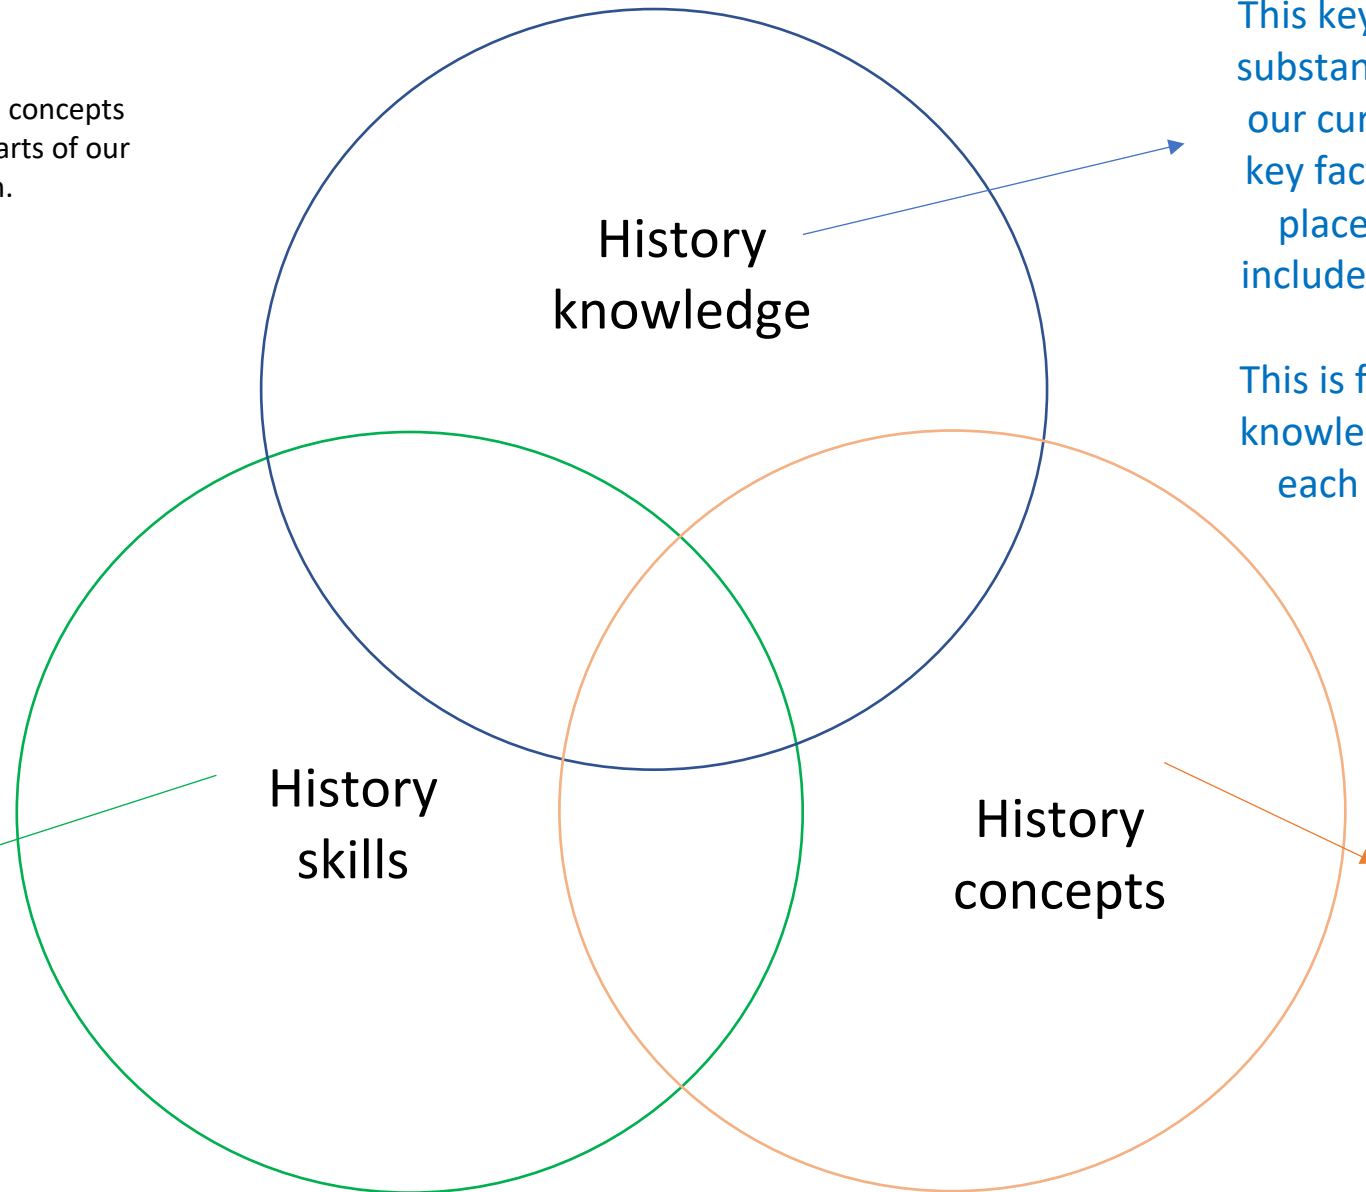 concepts
arts of our
n.
This key
substan
our cur
key fac
place
include
This is f
knowle
each
History
knowledge
History
skills
History
concepts